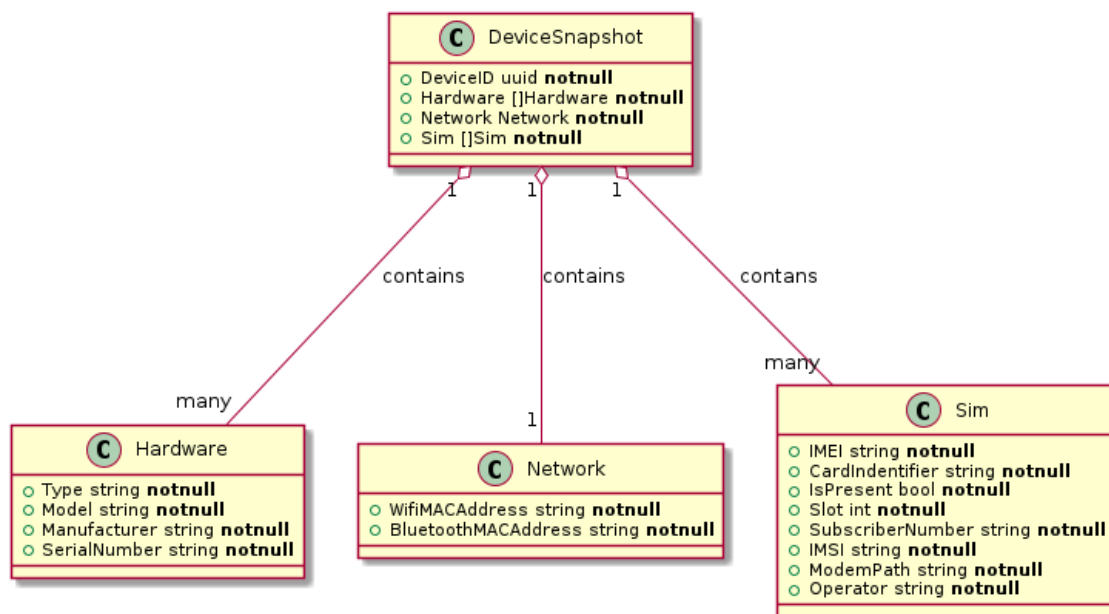 C DeviceSnapshot
DeviceID uuid notnull
Hardware []Hardware notnull
Network Network notnull
Sim []Sim notnull
1 1 1
contains contains contans
many
many
1
C Hardware
Type string notnull
Model string notnull
Manufacturer string notnull
SerialNumber string notnull
C Network
WifiMACAddress string notnull
BluetoothMACAddress string notnull
C Sim
IMEI string notnull
CardIndentifier string notnull
IsPresent bool notnull
Slot int notnull
SubscriberNumber string notnull
IMSI string notnull
ModemPath string notnull
Operator string notnull